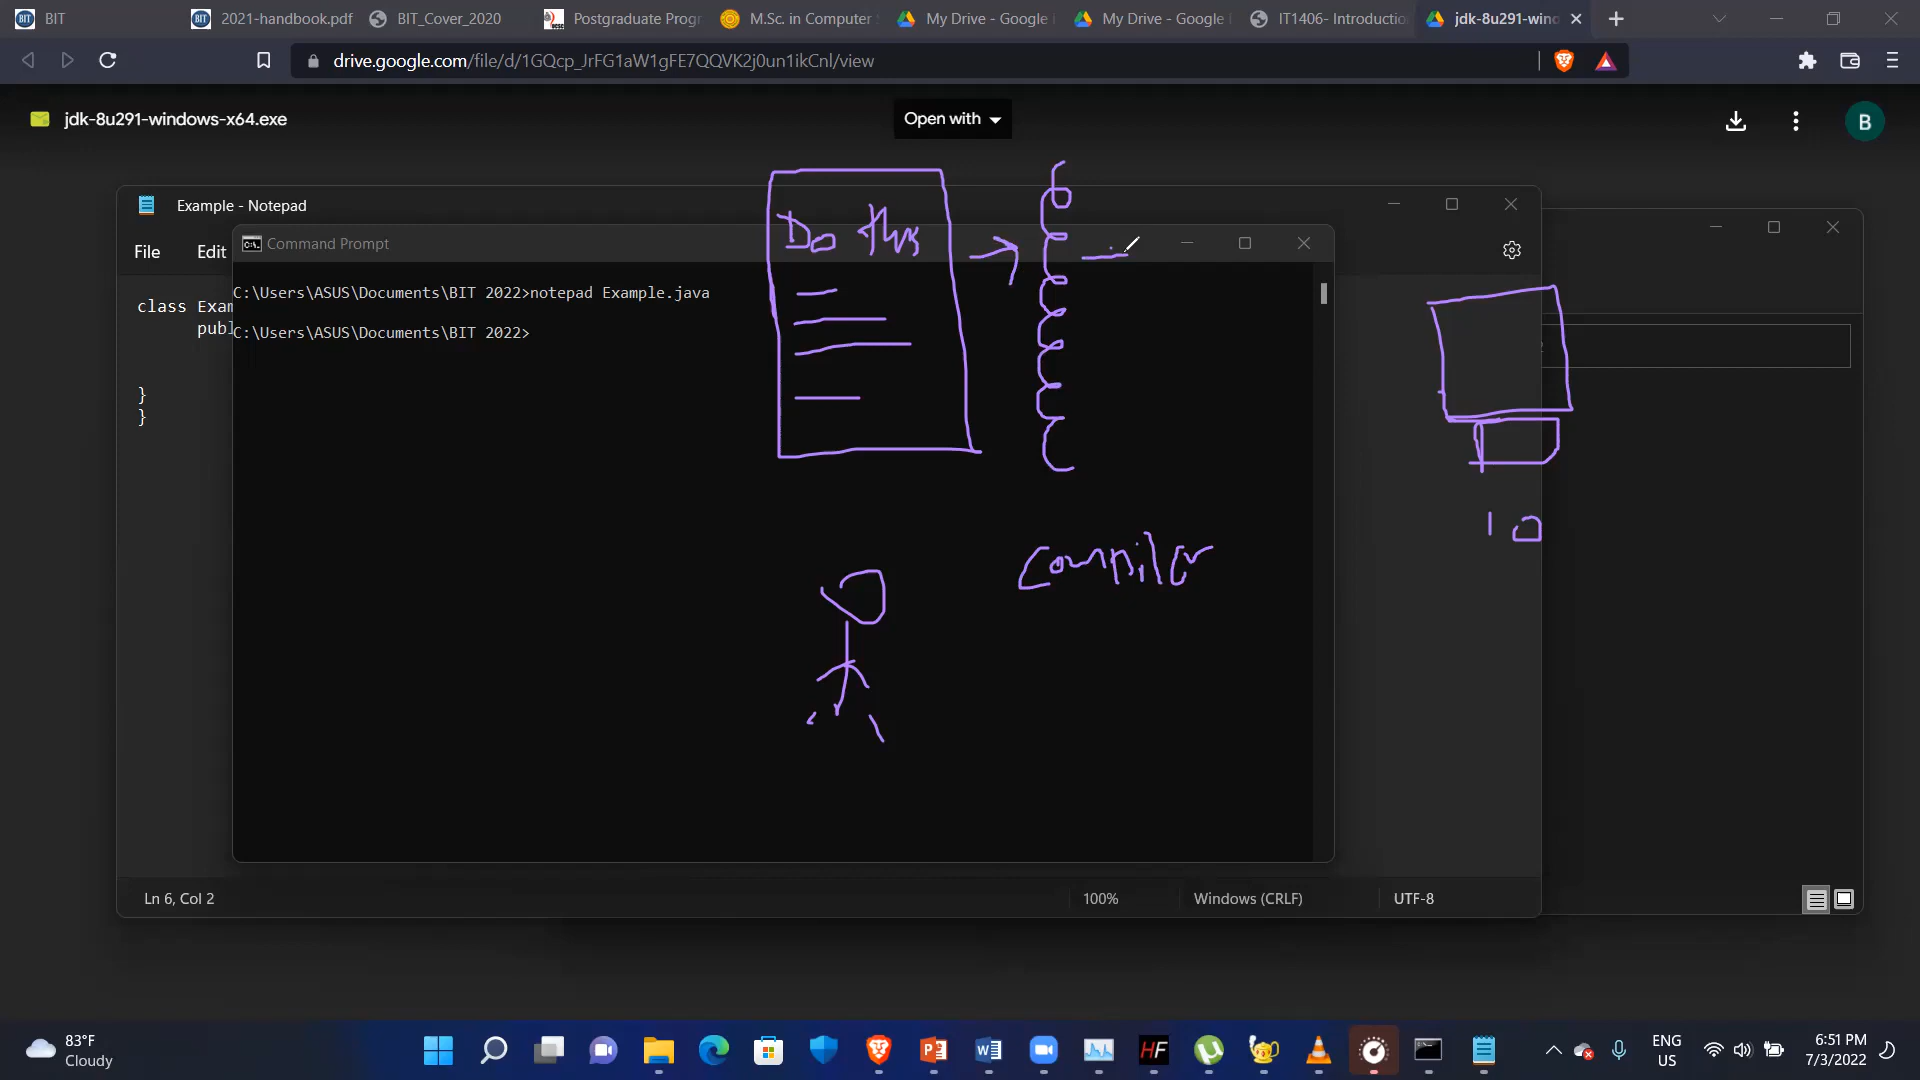 BIT
2021-handbook.pdf
BIT_Cover_2020
Postgraduate Progr
M.Sc. in Computer
My Drive - Google
My Drive - Google
IT1406- Introductio
jdk-8u291-wind
drive.google.com/file/d/1GQcp_JrFG1aW1gFE7QQVK2j0un1ikCnl/view
jdk-8u291-windows-x64.exe
Open with
B
Example - Notepad
File Edit
Command Prompt
Do this
C:\Users\ASUS\Documents\BIT 2022>notepad Example.java
C:\Users\ASUS\Documents\BIT 2022>
class Exam
publ
}
}
10
Compiler
Ln 6, Col 2
100%
Windows (CRLF)
UTF-8
83°F
Cloudy
HF
ENG
US
6:51 PM
7/3/2022